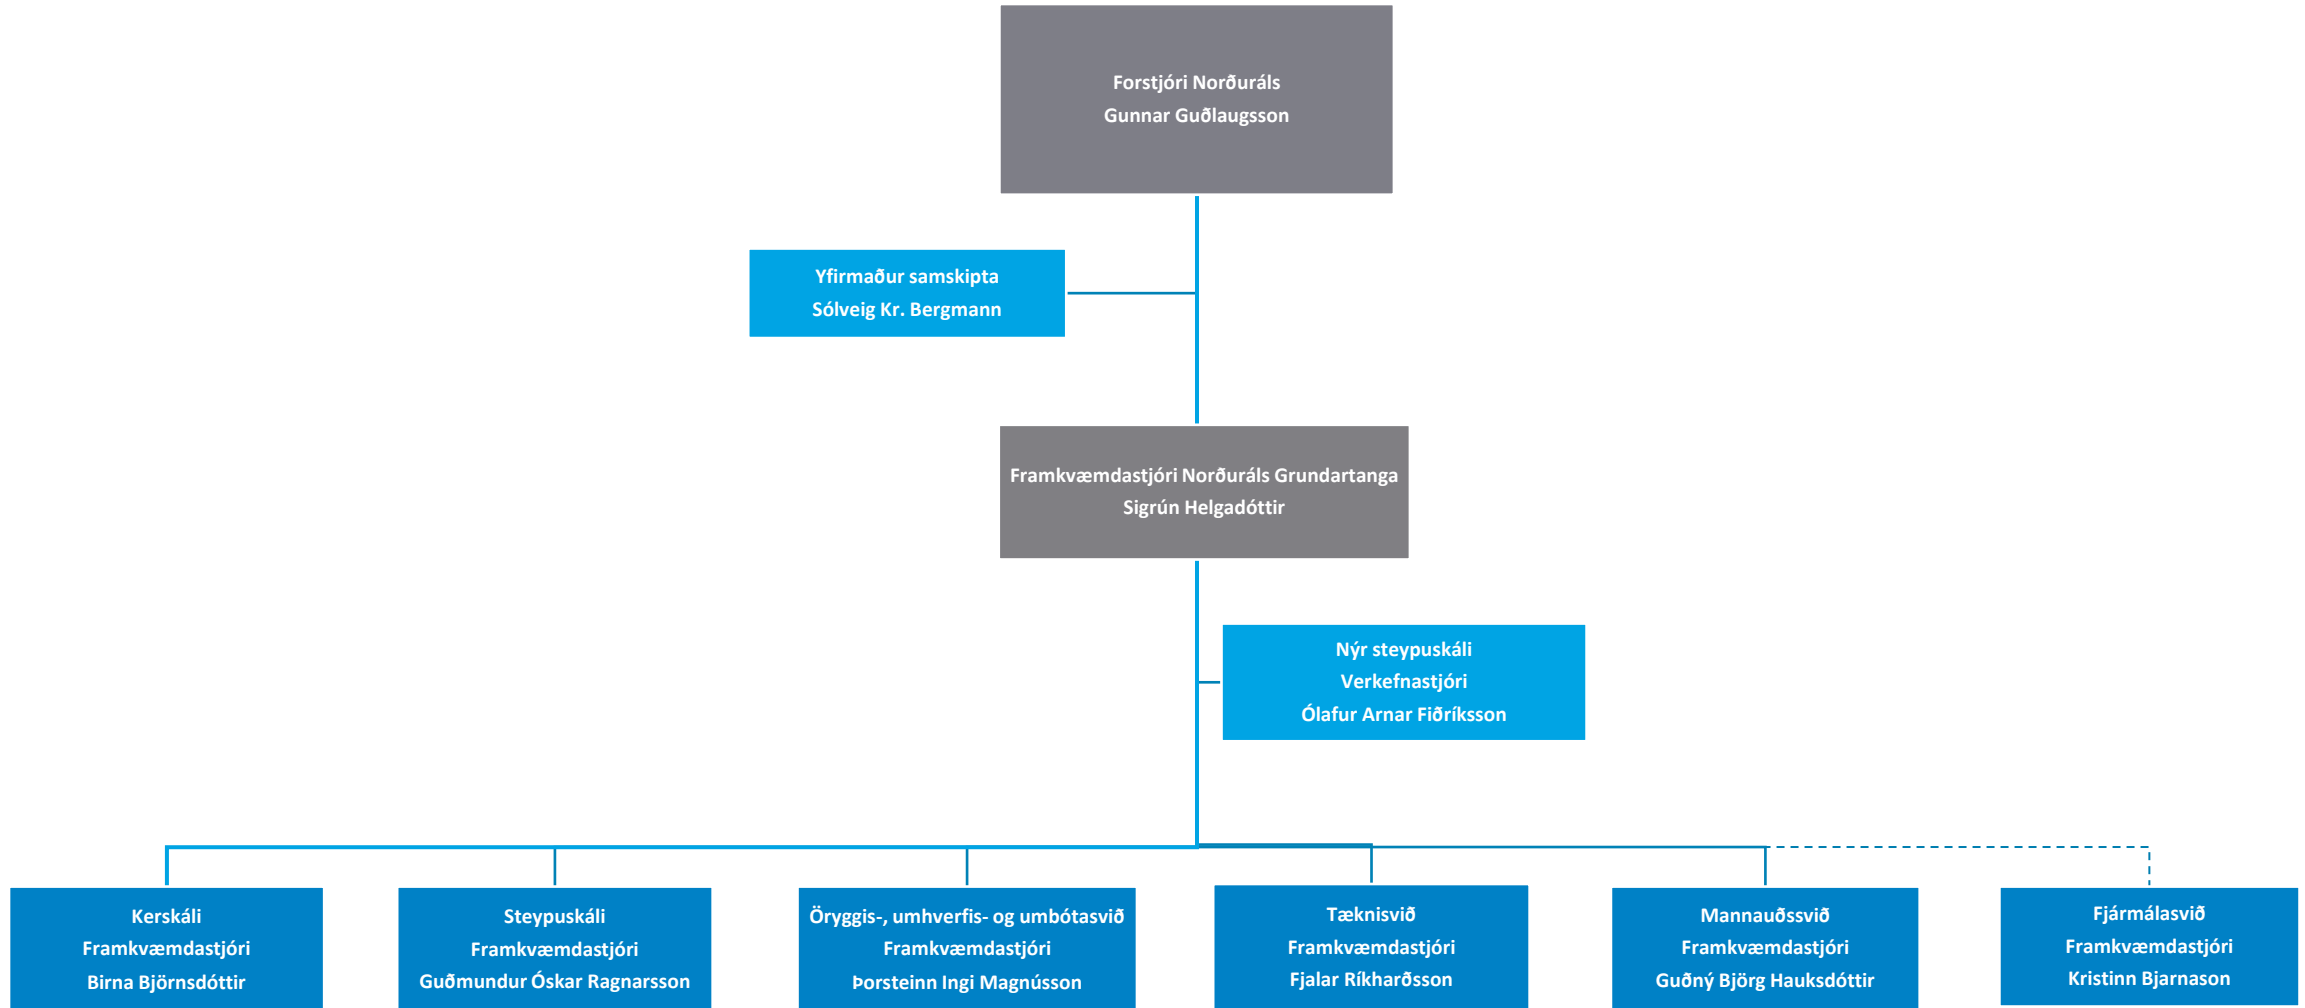 Forstjóri Norðuráls
Gunnar Guðlaugsson
Yfirmaður samskipta
Sólveig Kr. Bergmann
Framkvæmdastjóri Norðuráls Grundartanga
Sigrún Helgadóttir
Nýr steypuskáli
Verkefnastjóri
Ólafur Arnar Fiðríksson
Kerskáli
Framkvæmdastjóri
Birna Björnsdóttir
Steypuskáli
Framkvæmdastjóri
Guðmundur Óskar Ragnarsson
Öryggis-, umhverfis- og umbótasvið
Framkvæmdastjóri
Þorsteinn Ingi Magnússon
Tæknisvið
Framkvæmdastjóri
Fjalar Ríkharðsson
Mannauðssvið
Framkvæmdastjóri
Guðný Björg Hauksdóttir
Fjármálasvið
Framkvæmdastjóri
Kristinn Bjarnason